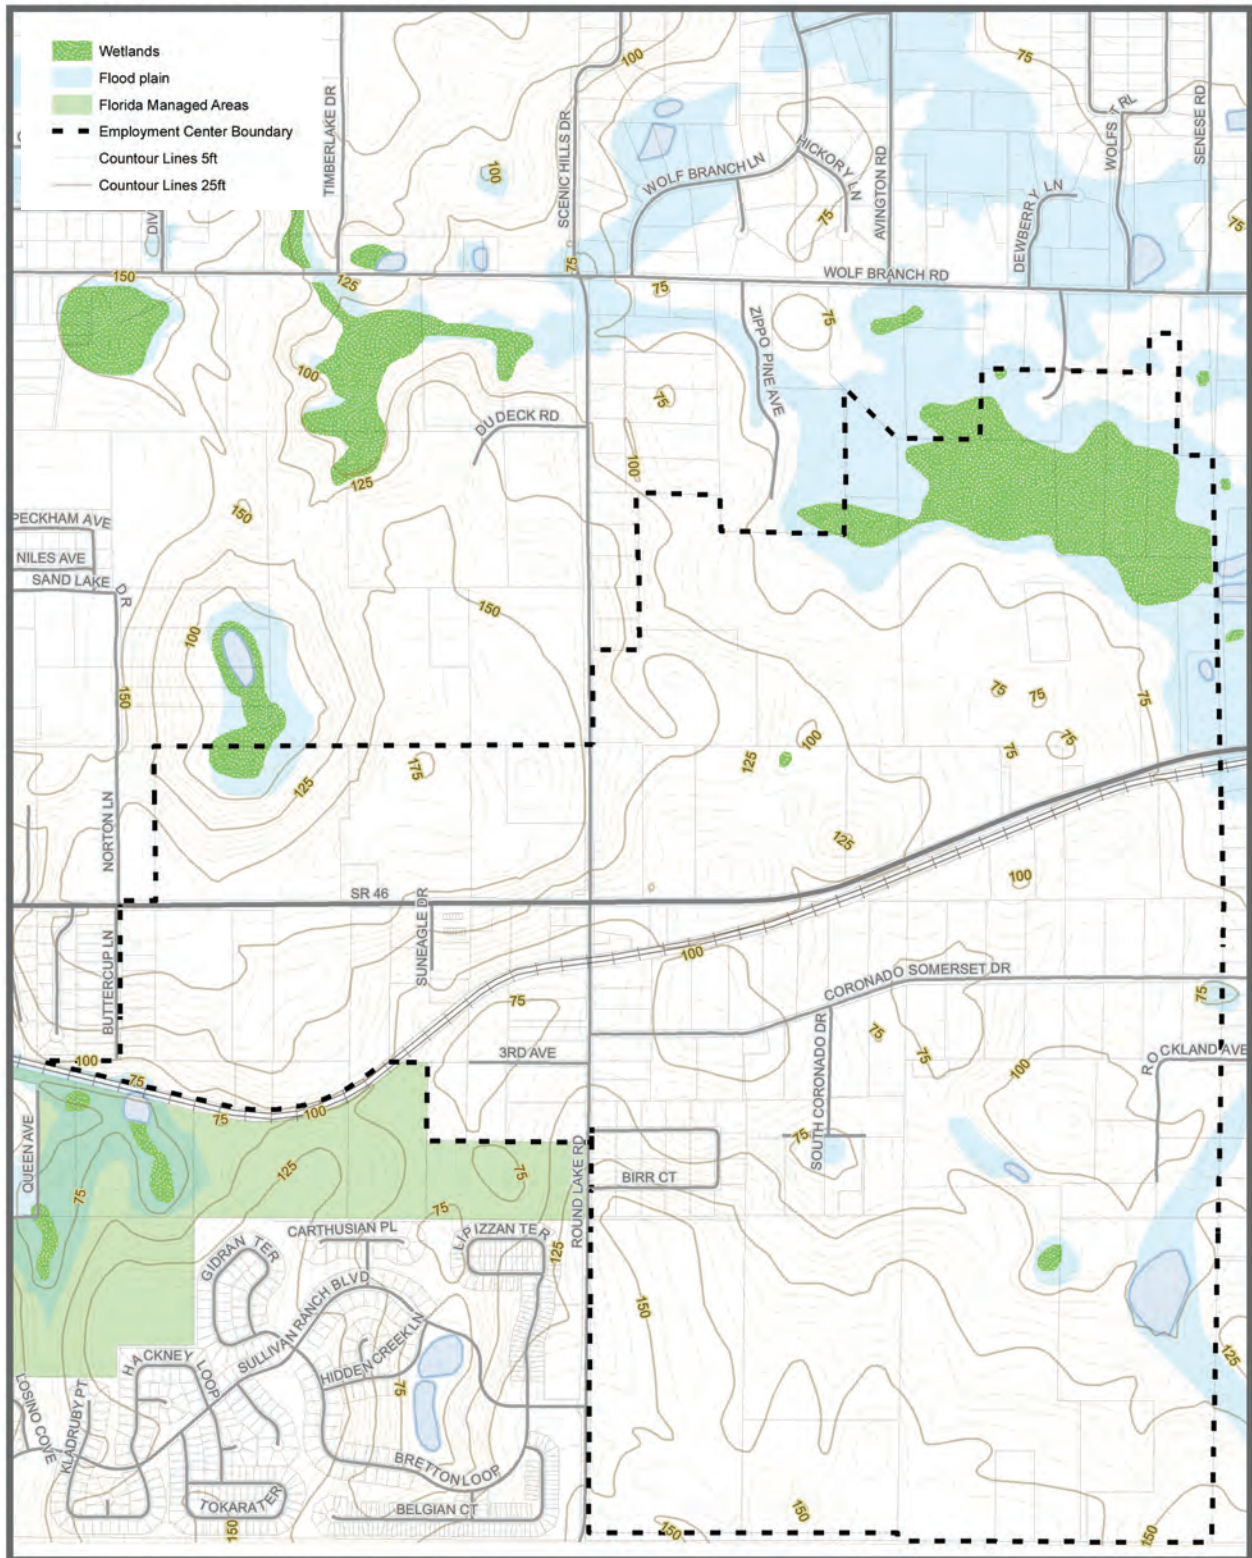 Wetlands
Flood plain
Florida Managed Areas
Employment Center Boundary
Countour Lines 5ft
Countour Lines 25ft
TIMBERLAKE DR
SCENIC HILLS DR
100
75
WOLFS T RL
SENESE RD
100
WOLF BRANCH LN
HICKORY LN
AVINGTON RD
DEWBERRY LN
DIV
75
75
75
WOLF BRANCH RD
150
125
75
ZIPPO PINE AVE
75
100
75
DUDECK RD
100
125
150
PECKHAM AVE
NILES AVE
SAND LAKE DR
150
100
150
75
75
75
100
125
75
75
175
125
NORTON LN
125
100
SR 46
SUNEAGLE DR
BUTTERCUP LN
100
CORONADO SOMERSET DR
75
75
SOUTH CORONADO DR
75
75
3RD AVE
ROCKLAND AVE
100
100
75
75
100
QUEEN AVE
75
125
75
75
ROUND LAKE RD
BIRR CT
75
CARTHUSIAN PL
LIPIZZAN TER
125
GIDRAN TER
SULLIVAN RANCH BLVD
HIDDEN CREEK LN
150
125
HACKNEY LOOP
75
LOSINO COVE
KLADRUBY PT
BRETTON LOOP
TOKARA TER
BELGIAN CT
150
150
150
150